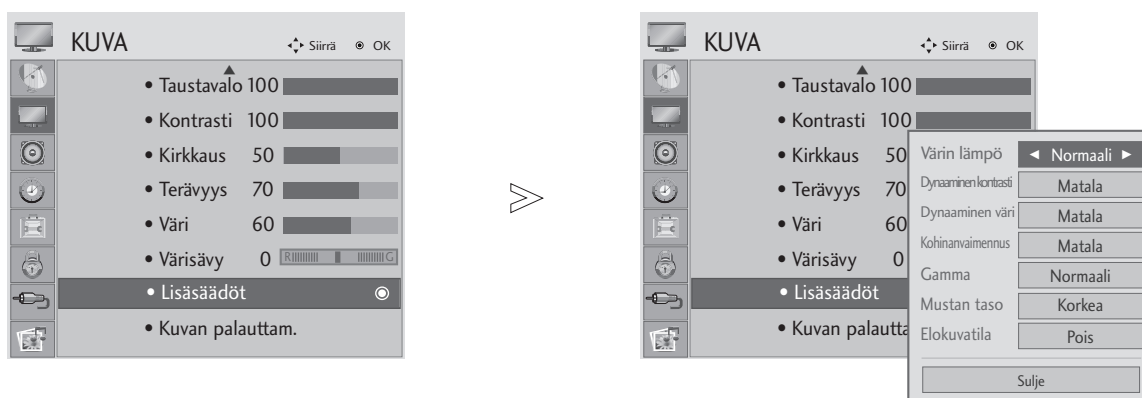 KUVA
Siirrä OK
• Taustavalo 100
• Kontrasti 100
• Kirkkaus 50
• Terävyys 70
• Väri 60
• Värisävy 0 R G
• Lisäsäädöt
• Kuvan palauttam.
KUVA
Siirrä OK
• Taustavalo 100
• Kontrasti 100
• Kirkkaus 50
• Terävyys 70
• Väri 60
• Värisävy 0
• Lisäsäädöt
• Kuvan palautta
Värin lämpö ◄ Normaali ►
Dynaaminen kontrasti Matala
Dynaaminen väri Matala
Kohinanvaimennus Matala
Gamma Normaali
Mustan taso Korkea
Elokuvatila Pois
Sulje